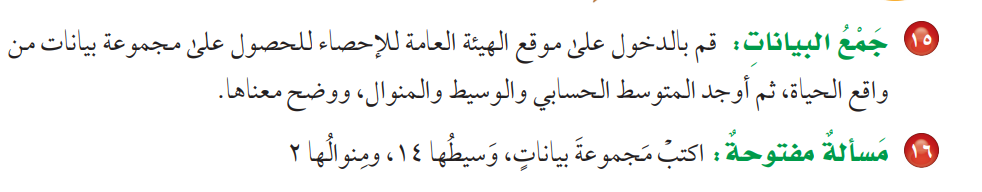 ١٥ جَمْعُ البياناتِ: قم بالدخول على موقع الهيئة العامة للإحصاء للحصول على مجموعة بيانات من
واقع الحياة، ثم أوجد المتوسط الحسابي والوسيط والمنوال، ووضح معناها.
١٦ مَسألةٌ مفتوحةٌ: اكتبْ مَجموعةَ بياناتٍ، وَسيطُها ١٤، ومِنوالُها ٢